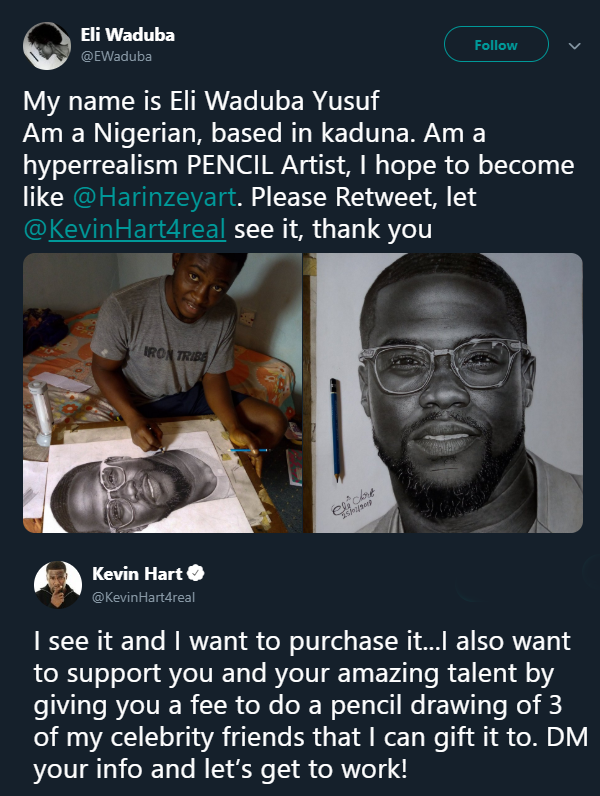 Eli Waduba
@EWaduba
Follow
My name is Eli Waduba Yusuf
Am a Nigerian, based in kaduna. Am a
hyperrealism PENCIL Artist, I hope to become
like @Harinzeyart. Please Retweet, let
@KevinHart4real see it, thank you
IRON TRIBE
Kevin Hart
@KevinHart4real
I see it and I want to purchase it...I also want
to support you and your amazing talent by
giving you a fee to do a pencil drawing of 3
of my celebrity friends that I can gift it to. DM
your info and let's get to work!